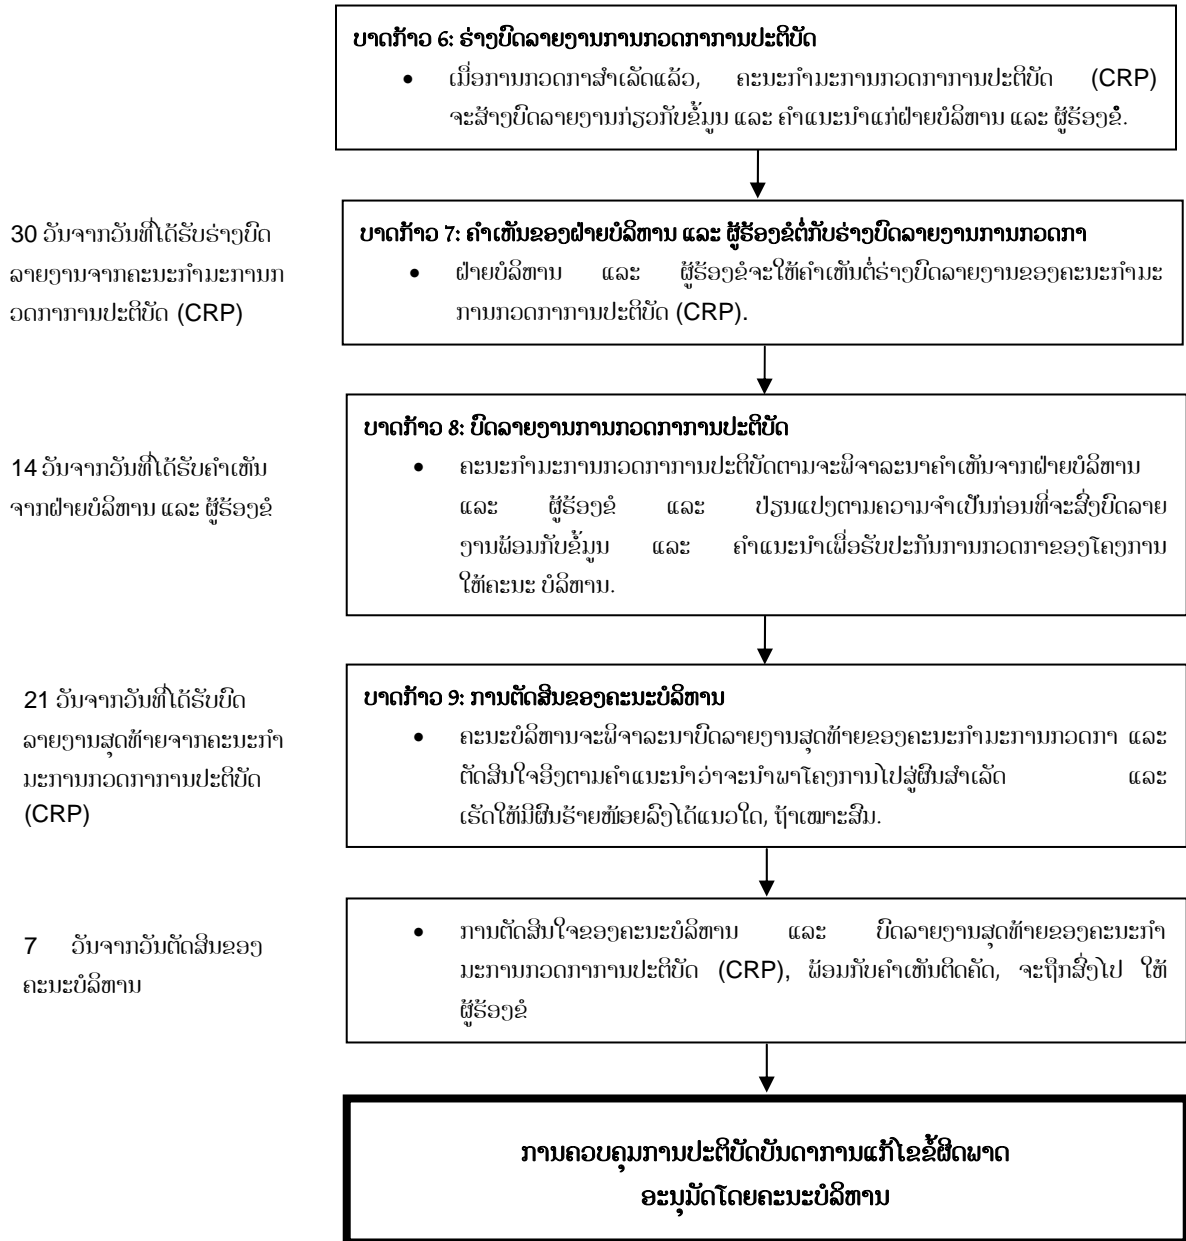 ບາດກ້າວ 6: ຮ່າງບົດລາຍງານການກວດກາການປະຕິບັດ
• ເມື່ອການກວດກາສຳເລັດແລ້ວ, ຄະນະກຳມະການກວດກາການປະຕິບັດ (CRP)
ຈະສ້າງບົດລາຍງານກ່ຽວກັບຂໍ້ມູນ ແລະ ຄຳແນະນຳແກ່ຝ່າຍບໍລິຫານ ແລະ ຜູ້ຮ້ອງຂໍ.
30 ວັນຈາກວັນທີ່ໄດ້ຮັບຮ່າງບົດ
ລາຍງານຈາກຄະນະກຳມະການກ
ວດກາການປະຕິບັດ (CRP)
ບາດກ້າວ 7: ຄຳເຫັນຂອງຝ່າຍບໍລິຫານ ແລະ ຜູ້ຮ້ອງຂໍຕໍ່ກັບຮ່າງບົດລາຍງານການກວດກາ
• ຝ່າຍບໍລິຫານ ແລະ ຜູ້ຮ້ອງຂໍຈະໃຫ້ຄຳເຫັນຕໍ່ຮ່າງບົດລາຍງານຂອງຄະນະກຳມະ
ການກວດກາການປະຕິບັດ (CRP).
14 ວັນຈາກວັນທີ່ໄດ້ຮັບຄຳເຫັນ
ຈາກຝ່າຍບໍລິຫານ ແລະ ຜູ້ຮ້ອງຂໍ
ບາດກ້າວ 8: ບົດລາຍງານການກວດກາການປະຕິບັດ
• ຄະນະກຳມະການກວດກາການປະຕິບັດຕາມຈະພິຈາລະນາຄຳເຫັນຈາກຝ່າຍບໍລິຫານ
ແລະ ຜູ້ຮ້ອງຂໍ ແລະ ປ່ຽນແປງຕາມຄວາມຈຳເປັນກ່ອນທີ່ຈະສົ່ງບົດລາຍ
ງານພ້ອມກັບຂໍ້ມູນ ແລະ ຄຳແນະນຳເພື່ອຮັບປະກັນການກວດກາຂອງໂຄງການ
ໃຫ້ຄະນະ ບໍລິຫານ.
21 ວັນຈາກວັນທີ່ໄດ້ຮັບບົດ
ລາຍງານສຸດທ້າຍຈາກຄະນະກຳ
ມະການກວດກາການປະຕິບັດ
(CRP)
ບາດກ້າວ 9: ການຕັດສິນຂອງຄະນະບໍລິຫານ
• ຄະນະບໍລິຫານຈະພິຈາລະນາບົດລາຍງານສຸດທ້າຍຂອງຄະນະກຳມະການກວດກາ ແລະ
ຕັດສິນໃຈອີງຕາມຄຳແນະນຳວ່າຈະນຳພາໂຄງການໄປສູ່ຜົນສຳເລັດ ແລະ
ເຮັດໃຫ້ມີຜົນຮ້າຍໜ້ອຍລົງໄດ້ແນວໃດ, ຖ້າເໝາະສົມ.
7 ວັນຈາກວັນຕັດສິນຂອງ
ຄະນະບໍລິຫານ
• ການຕັດສິນໃຈຂອງຄະນະບໍລິຫານ ແລະ ບົດລາຍງານສຸດທ້າຍຂອງຄະນະກຳ
ມະການກວດກາການປະຕິບັດ (CRP), ພ້ອມກັບຄຳເຫັນຕິດຄັດ, ຈະຖືກສົ່ງໄປ ໃຫ້
ຜູ້ຮ້ອງຂໍ
ການຄວບຄຸມການປະຕິບັດບັນດາການແກ້ໄຂຂໍ້ຜິດພາດ
ອະນຸມັດໂດຍຄະນະບໍລິຫານ